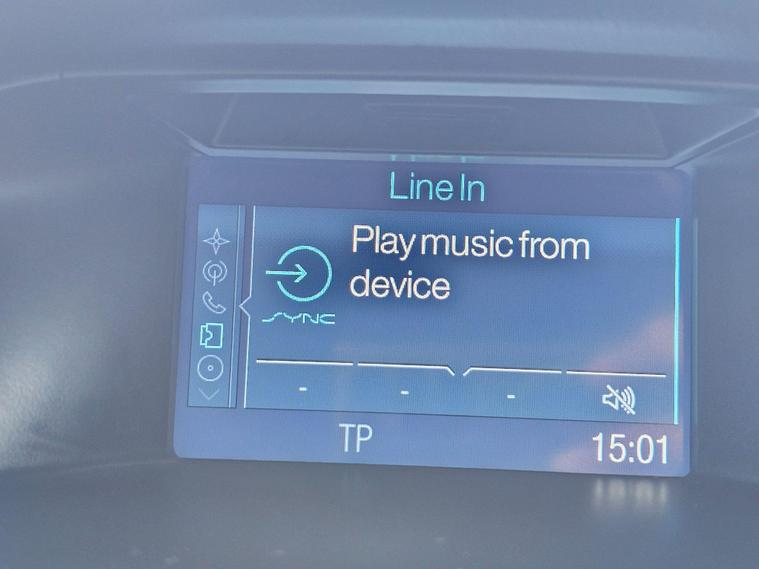 Line In
Play music from
device
SYNC
- - -
TP 15:01